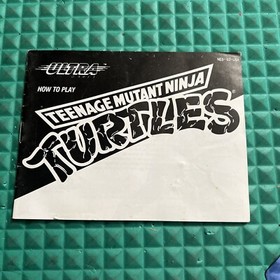 ULTRA
HOW TO PLAY
TEENAGE MUTANT NINJA
TURTLES